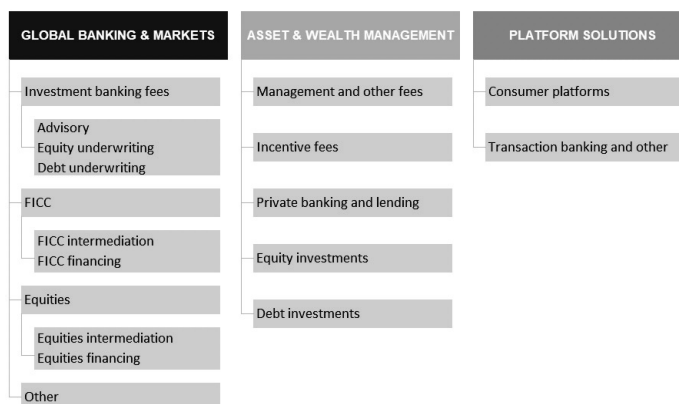 GLOBAL BANKING & MARKETS
Investment banking fees
Advisory
Equity underwriting
Debt underwriting
FICC
FICC intermediation
FICC financing
Equities
Equities intermediation
Equities financing
Other
ASSET & WEALTH MANAGEMENT
Management and other fees
Incentive fees
Private banking and lending
Equity investments
Debt investments
PLATFORM SOLUTIONS
Consumer platforms
Transaction banking and other